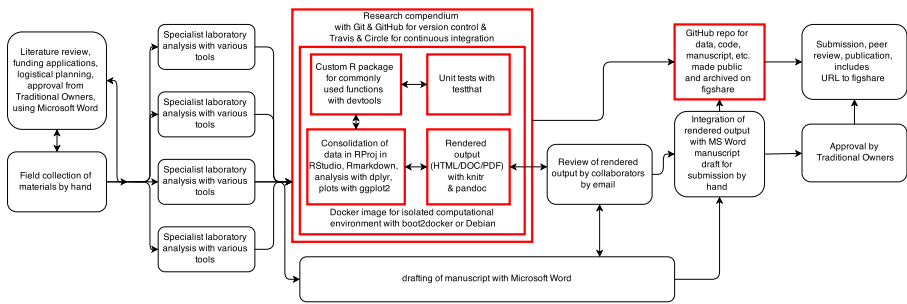 Literature review,
funding applications,
logistical planning,
approval from
Traditional Owners,
using Microsoft Word
Field collection of
materials by hand
Specialist laboratory
analysis with various
tools
Specialist laboratory
analysis with various
tools
Specialist laboratory
analysis with various
tools
Specialist laboratory
analysis with various
tools
Research compendium
with Git & GitHub for version control &
Travis & Circle for continuous integration
Custom R package
for commonly
used functions
with devtools
Unit tests with
testthat
Consolidation of
data in RProj in
RStudio, Rmarkdown,
analysis with dplyr,
plots with ggplot2
Rendered
output
(HTML/DOC/PDF)
with knitr
& pandoc
Docker image for isolated computational
environment with boot2docker or Debian
Review of rendered
output by collaborators
by email
drafting of manuscript with Microsoft Word
GitHub repo for
data, code,
manuscript, etc.
made public
and archived on
figshare
Integration of
rendered output
with MS Word
manuscript
draft for
submission by
hand
Submission, peer
review, publication,
includes
URL to figshare
Approval by
Traditional Owners